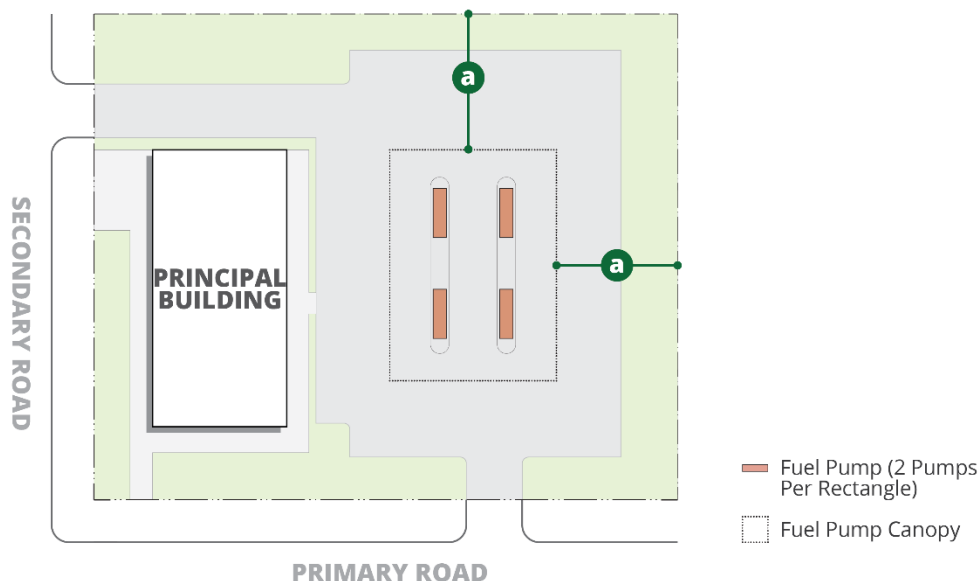 a
a
SECONDARY ROAD
PRINCIPAL
BUILDING
Fuel Pump (2 Pumps
Per Rectangle)
Fuel Pump Canopy
PRIMARY ROAD